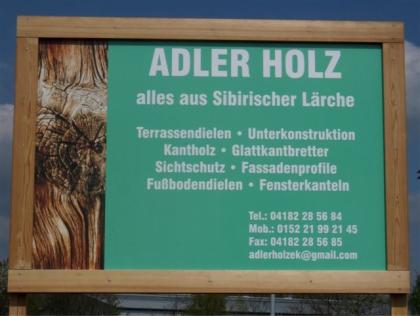 ADLER HOLZ
alles aus Sibirischer Lärche
Terrassendielen • Unterkonstruktion
Kantholz • Glattkantbretter
Sichtschutz • Fassadenprofile
Fußbodendielen • Fensterkanteln
Tel.: 04182 28 56 84
Mob.: 01522 21 99 21 45
Fax: 04182 28 56 85
adlerholzek@gmail.com